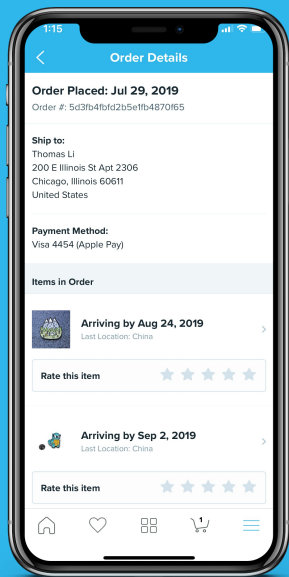 1:15
Order Details
Order Placed: Jul 29, 2019
Order #: 5d3fb4fbfd2b5e1fb4870f65
Ship to:
Thomas Li
200 E Illinois St Apt 2306
Chicago, Illinois 60611
United States
Payment Method:
Visa 4454 (Apple Pay)
Items in Order
Arriving by Aug 24, 2019
Last Location: China
Rate this item
Arriving by Sep 2, 2019
Last Location: China
Rate this item
1